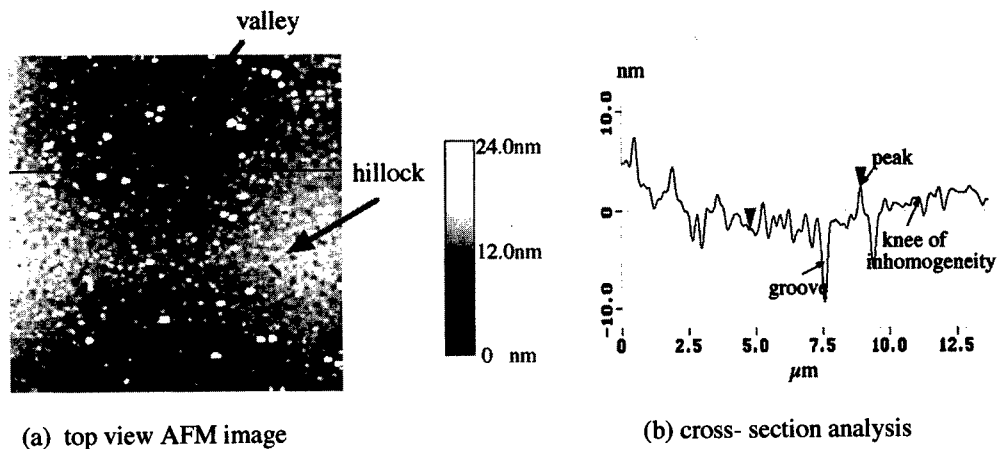 valley
hillock
24.0nm
12.0nm
0 nm
(a) top view AFM image
nm
10.0
0
-10.0
peak
knee of
inhomogeneity
groove
0 2.5 5.0 7.5 10.0 12.5
µm
(b) cross- section analysis